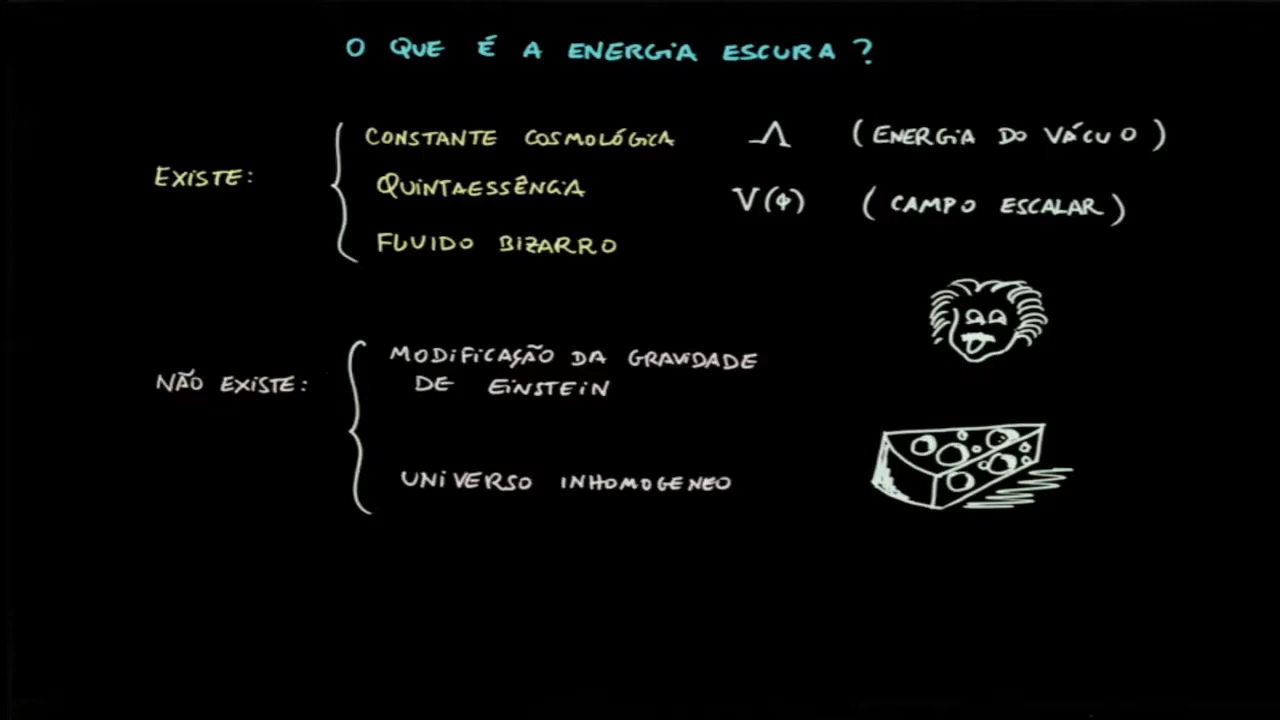 O QUE É A ENERGIA ESCURA?
EXISTE:
CONSTANTE COSMOLÓGICA Λ (ENERGIA DO VÁCUO)
QUINTAESSÊNCIA V(ϕ) (CAMPO ESCALAR)
FLUIDO BIZARRO
NÃO EXISTE:
MODIFICAÇÃO DA GRAVIDADE
DE EINSTEIN
UNIVERSO INHOMOGENEO